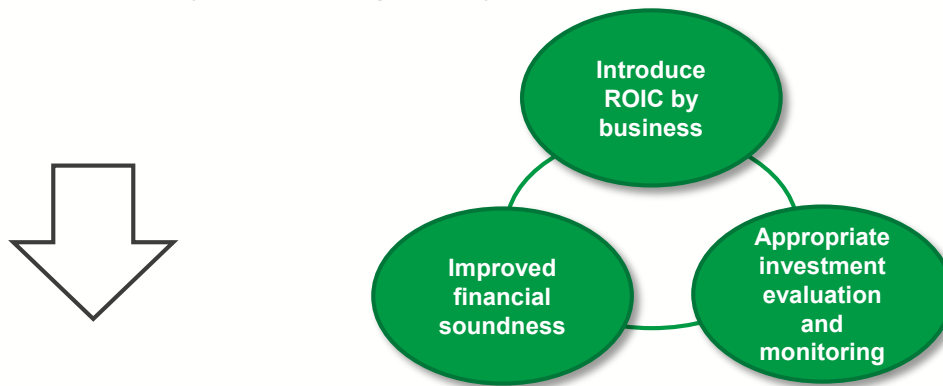 Introduce
ROIC by
business
Improved
financial
soundness
Appropriate
investment
evaluation
and
monitoring